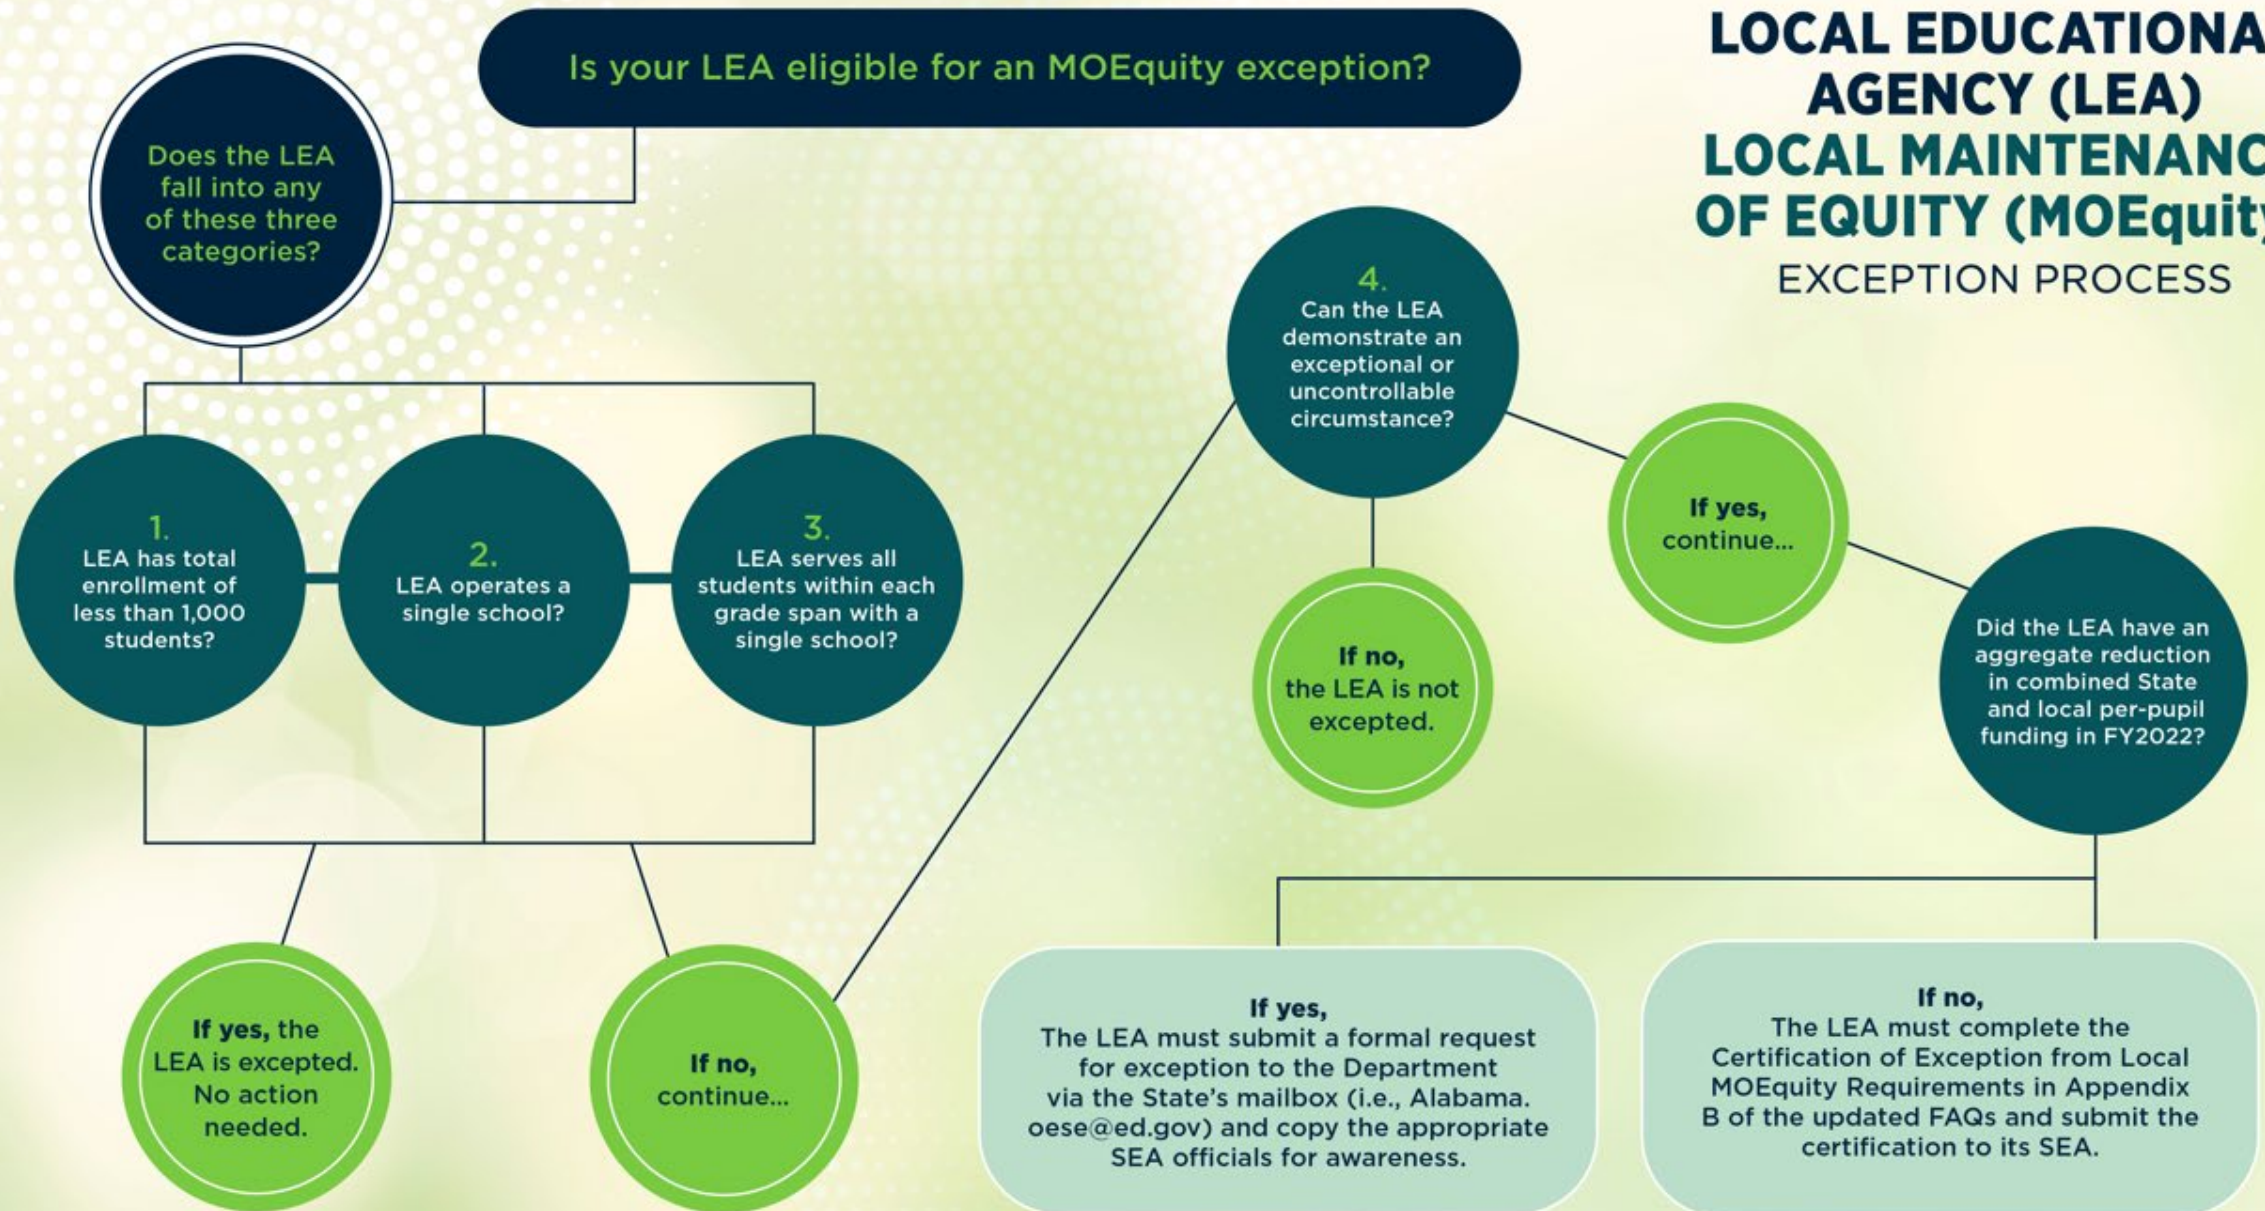 Is your LEA eligible for an MOEquity exception?
LOCAL EDUCATIONA
AGENCY (LEA)
LOCAL MAINTENANC
OF EQUITY (MOEquity
EXCEPTION PROCESS
Does the LEA
fall into any
of these three
categories?
1.
LEA has total
enrollment of
less than 1,000
students?
2.
LEA operates a
single school?
3.
LEA serves all
students within each
grade span with a
single school?
If yes, the
LEA is excepted.
No action
needed.
If no,
continue...
4.
Can the LEA
demonstrate an
exceptional or
uncontrollable
circumstance?
If no,
the LEA is not
excepted.
If yes,
continue...
Did the LEA have an
aggregate reduction
in combined State
and local per-pupil
funding in FY2022?
If yes,
The LEA must submit a formal request
for exception to the Department
via the State's mailbox (i.e., Alabama.
oese@ed.gov) and copy the appropriate
SEA officials for awareness.
If no,
The LEA must complete the
Certification of Exception from Local
MOEquity Requirements in Appendix
B of the updated FAQs and submit the
certification to its SEA.